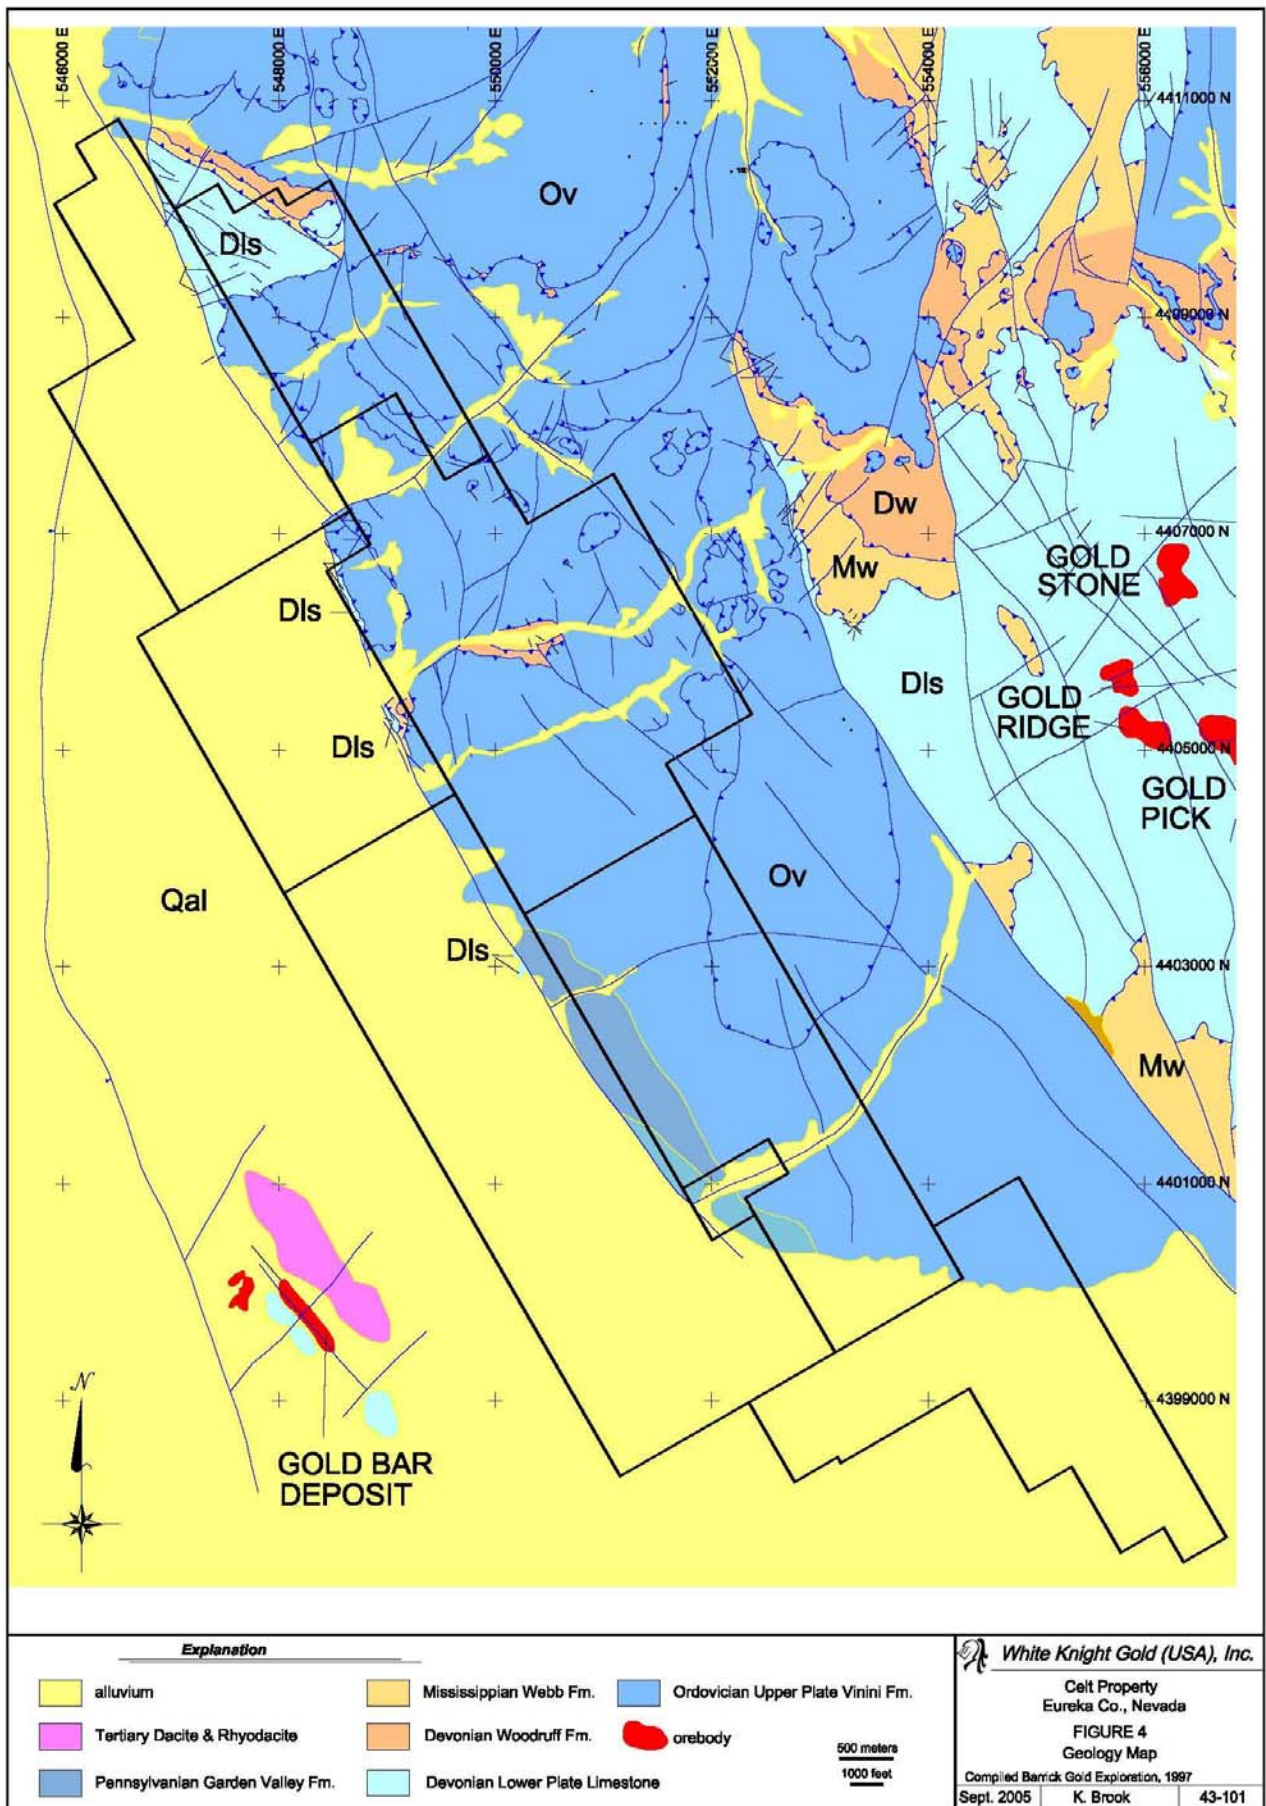 546000 E
548000 E
550000 E
552000 E
554000 E
556000 E
4411000 N
Ov
Dls
4409000 N
Dw
4407000 N
Mw
GOLD
STONE
Dls
Dls
GOLD
RIDGE
Dls
4405000 N
GOLD
PICK
Ov
Qal
Dls
4403000 N
Mw
4401000 N
N
4399000 N
GOLD BAR
DEPOSIT
Explanation
alluvium
Tertiary Dacite & Rhyodacite
Pennsylvanian Garden Valley Fm.
Mississippian Webb Fm.
Devonian Woodruff Fm.
Devonian Lower Plate Limestone
Ordovician Upper Plate Vinini Fm.
orebody
500 meters
1000 feet
White Knight Gold (USA), Inc.
Celt Property
Eureka Co., Nevada
FIGURE 4
Geology Map
Compiled Barrick Gold Exploration, 1997
Sept. 2005
K. Brook
43-101